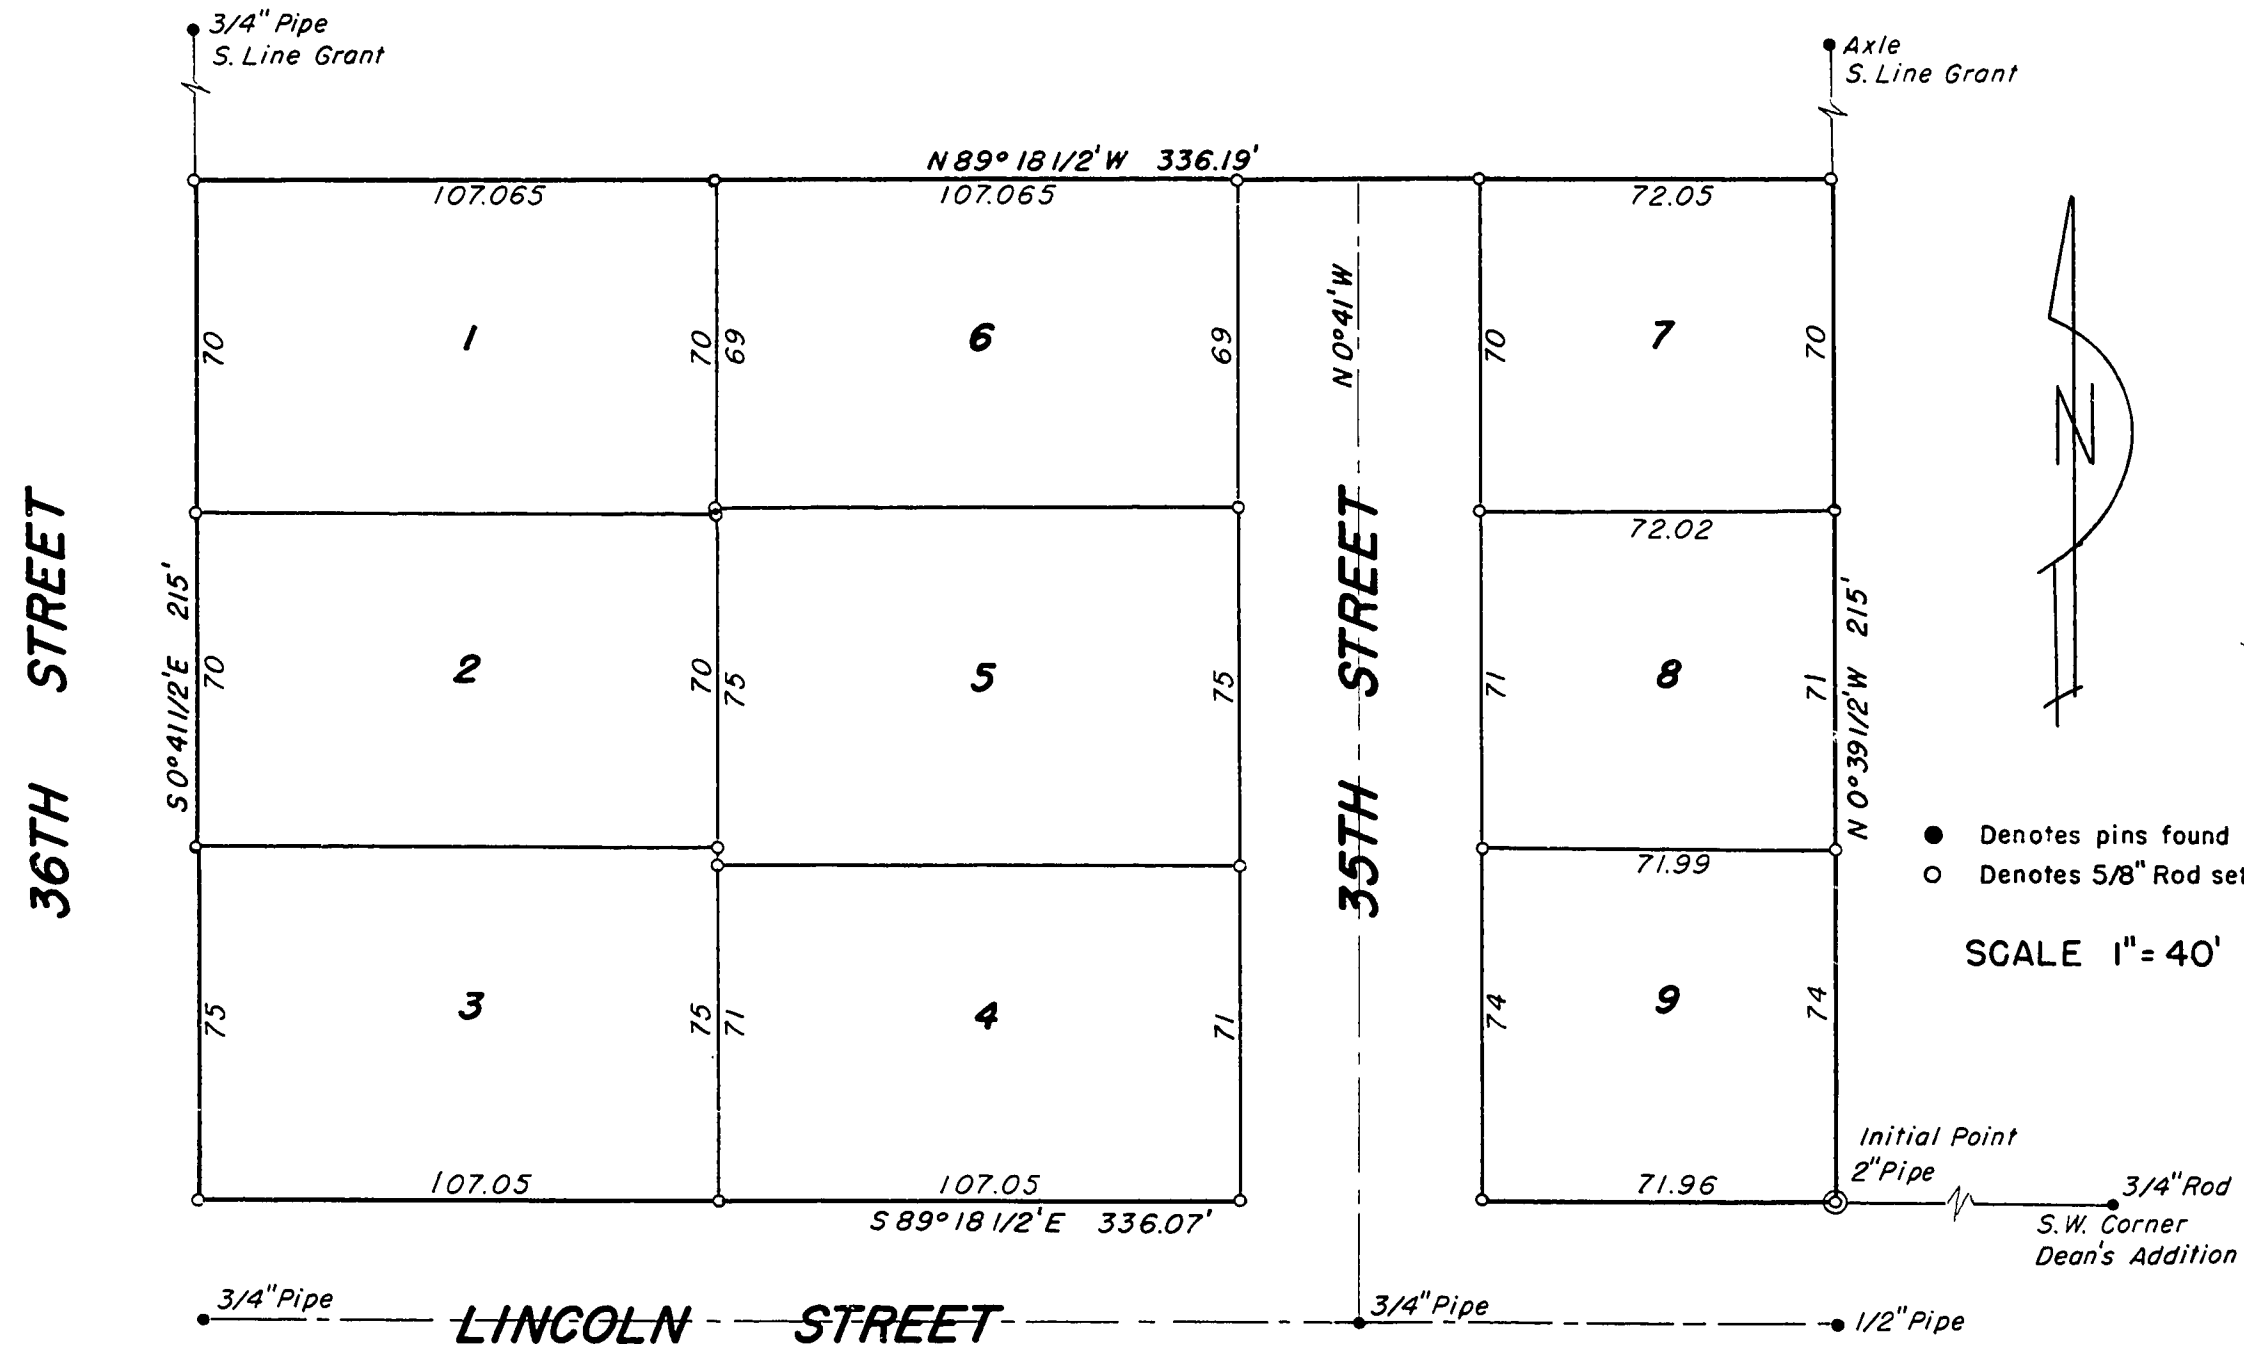 3/4" Pipe
S. Line Grant
Axle
S. Line Grant
N 89° 18 1/2' W 336.19'
107.065
107.065
72.05
N 0° 41' W
70
1
70
69
6
69
70
7
70
72.02
36TH STREET
S 0° 41 1/2' E 215'
70
2
70
75
5
75
35TH STREET
71
8
71
N 0° 39 1/2' W 215'
N
71.99
Denotes pins found
Denotes 5/8" Rod set
SCALE 1" = 40'
75
3
75
71
4
71
74
9
74
Initial Point
2" Pipe
107.05
107.05
71.96
3/4" Rod
S.W. Corner
Dean's Addition
S 89° 18 1/2' E 336.07'
3/4" Pipe
LINCOLN STREET
3/4" Pipe
1/2" Pipe